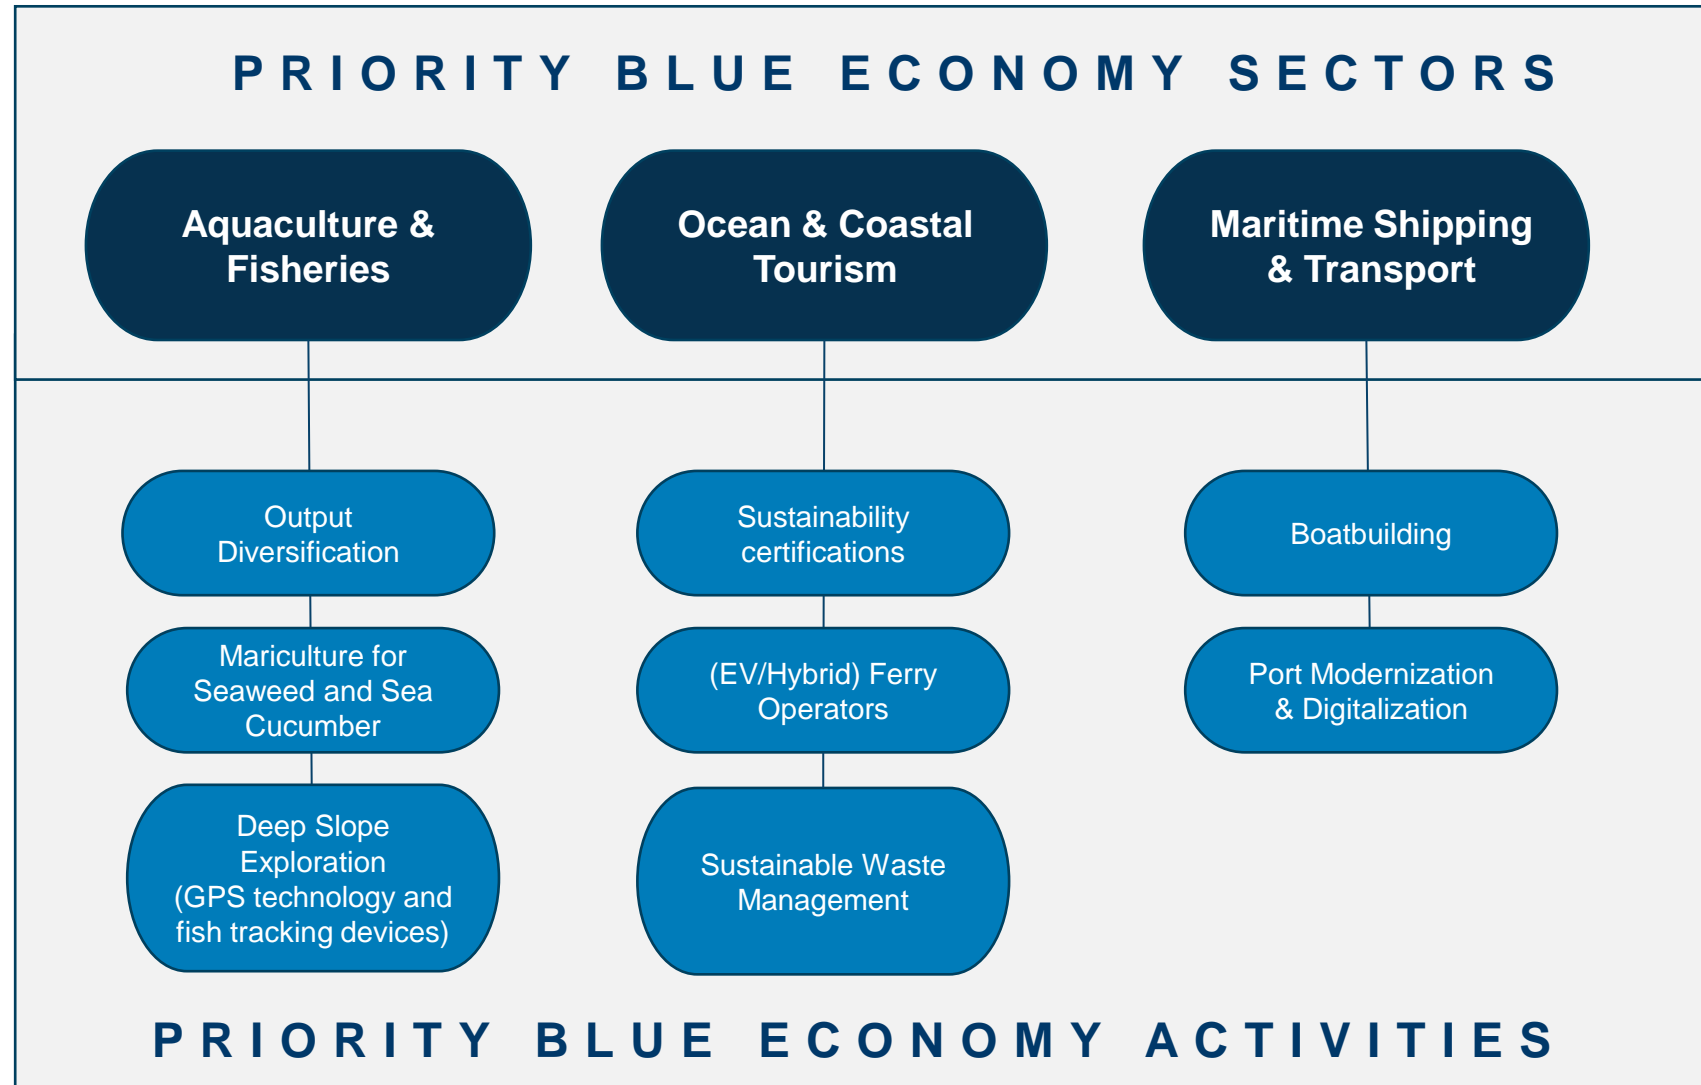 PRIORITY BLUE ECONOMY SECTORS
Aquaculture &
Fisheries
Ocean & Coastal
Tourism
Maritime Shipping
& Transport
Output
Diversification
Mariculture for
Seaweed and Sea
Cucumber
Deep Slope
Exploration
(GPS technology and
fish tracking devices)
Sustainability
certifications
(EV/Hybrid) Ferry
Operators
Sustainable Waste
Management
Boatbuilding
Port Modernization
& Digitalization
PRIORITY BLUE ECONOMY ACTIVITIES